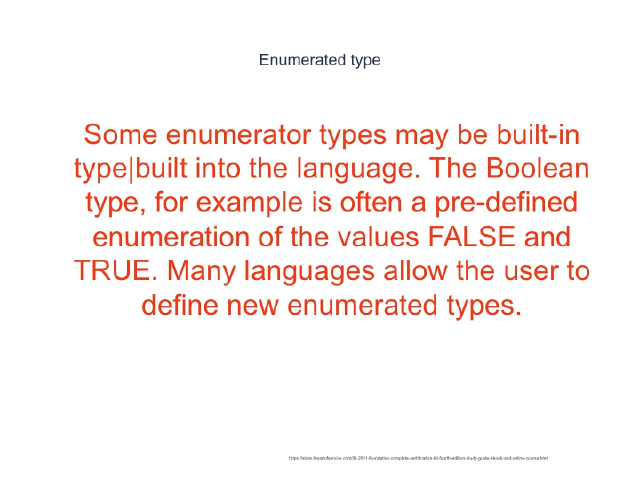 Enumerated type
Some enumerator types may be built-in
type|built into the language. The Boolean
type, for example is often a pre-defined
enumeration of the values FALSE and
TRUE. Many languages allow the user to
define new enumerated types.